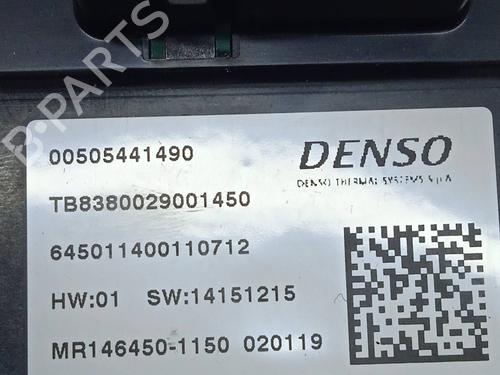 B-PARTS
00505441490
DENSO
DENSO THERMAL SYSTEMS S.p.A
TB8380029001450
645011400110712
HW:01 SW:14151215
MR146450-1150 020119